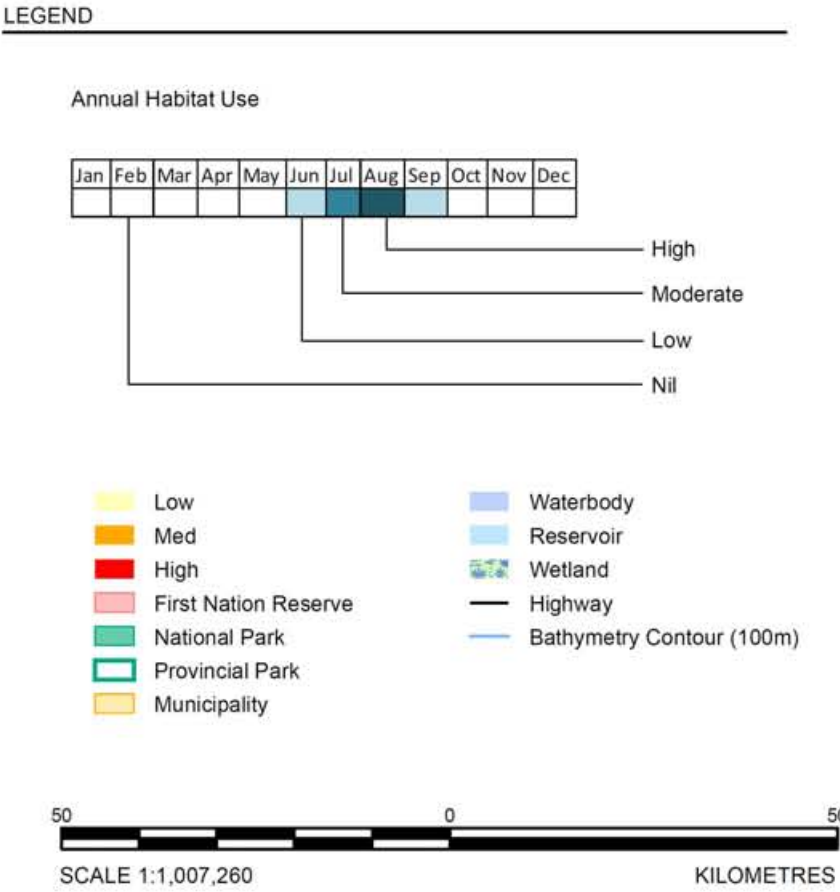 LEGEND
Annual Habitat Use
Jan Feb Mar Apr May Jun Jul Aug Sep Oct Nov Dec
High
Moderate
Low
Nil
Low
Med
High
First Nation Reserve
National Park
Provincial Park
Municipality
Waterbody
Reservoir
Wetland
Highway
Bathymetry Contour (100m)
50 0
SCALE 1:1,007,260 KILOMETRES